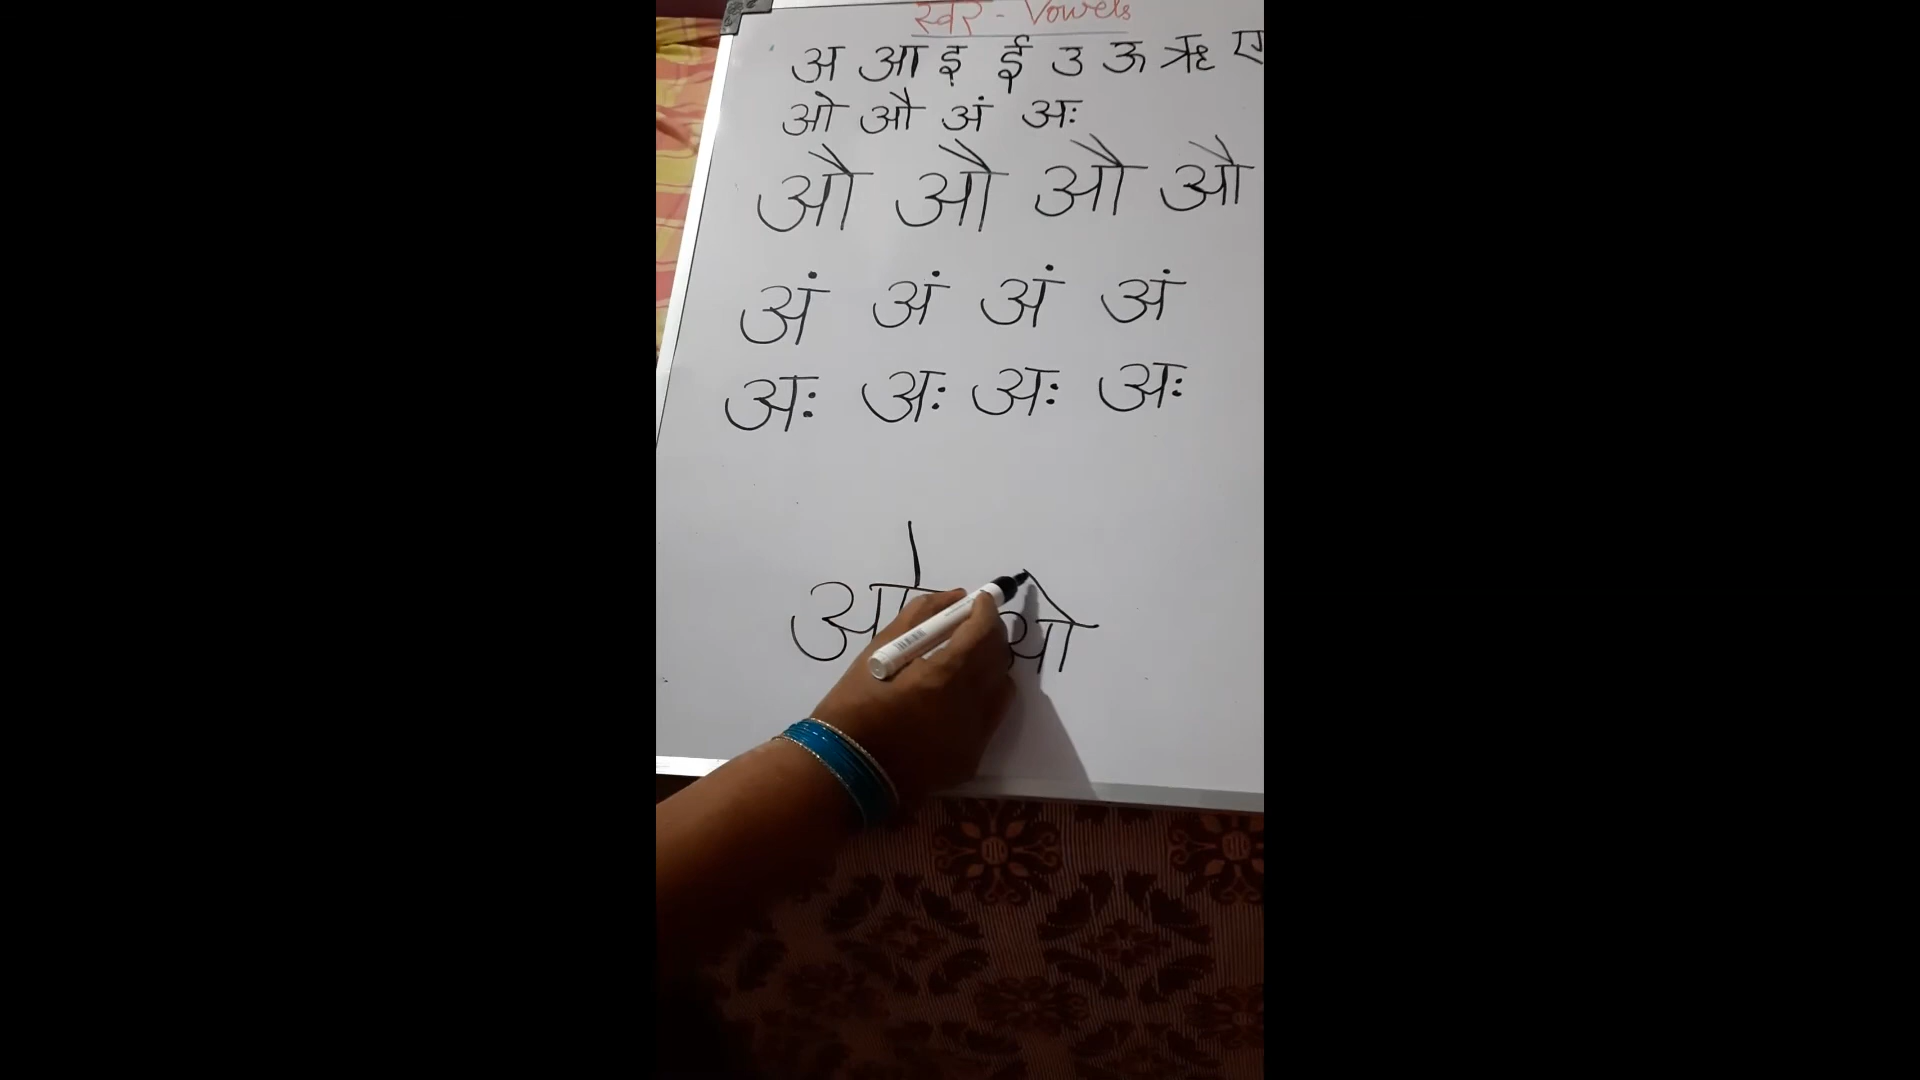 स्वर - Vowels
अ आ इ ई उ ऊ ऋ ए
ओ औ अं अः
औ औ औ औ
अं अं अं अं
अः अः अः अः